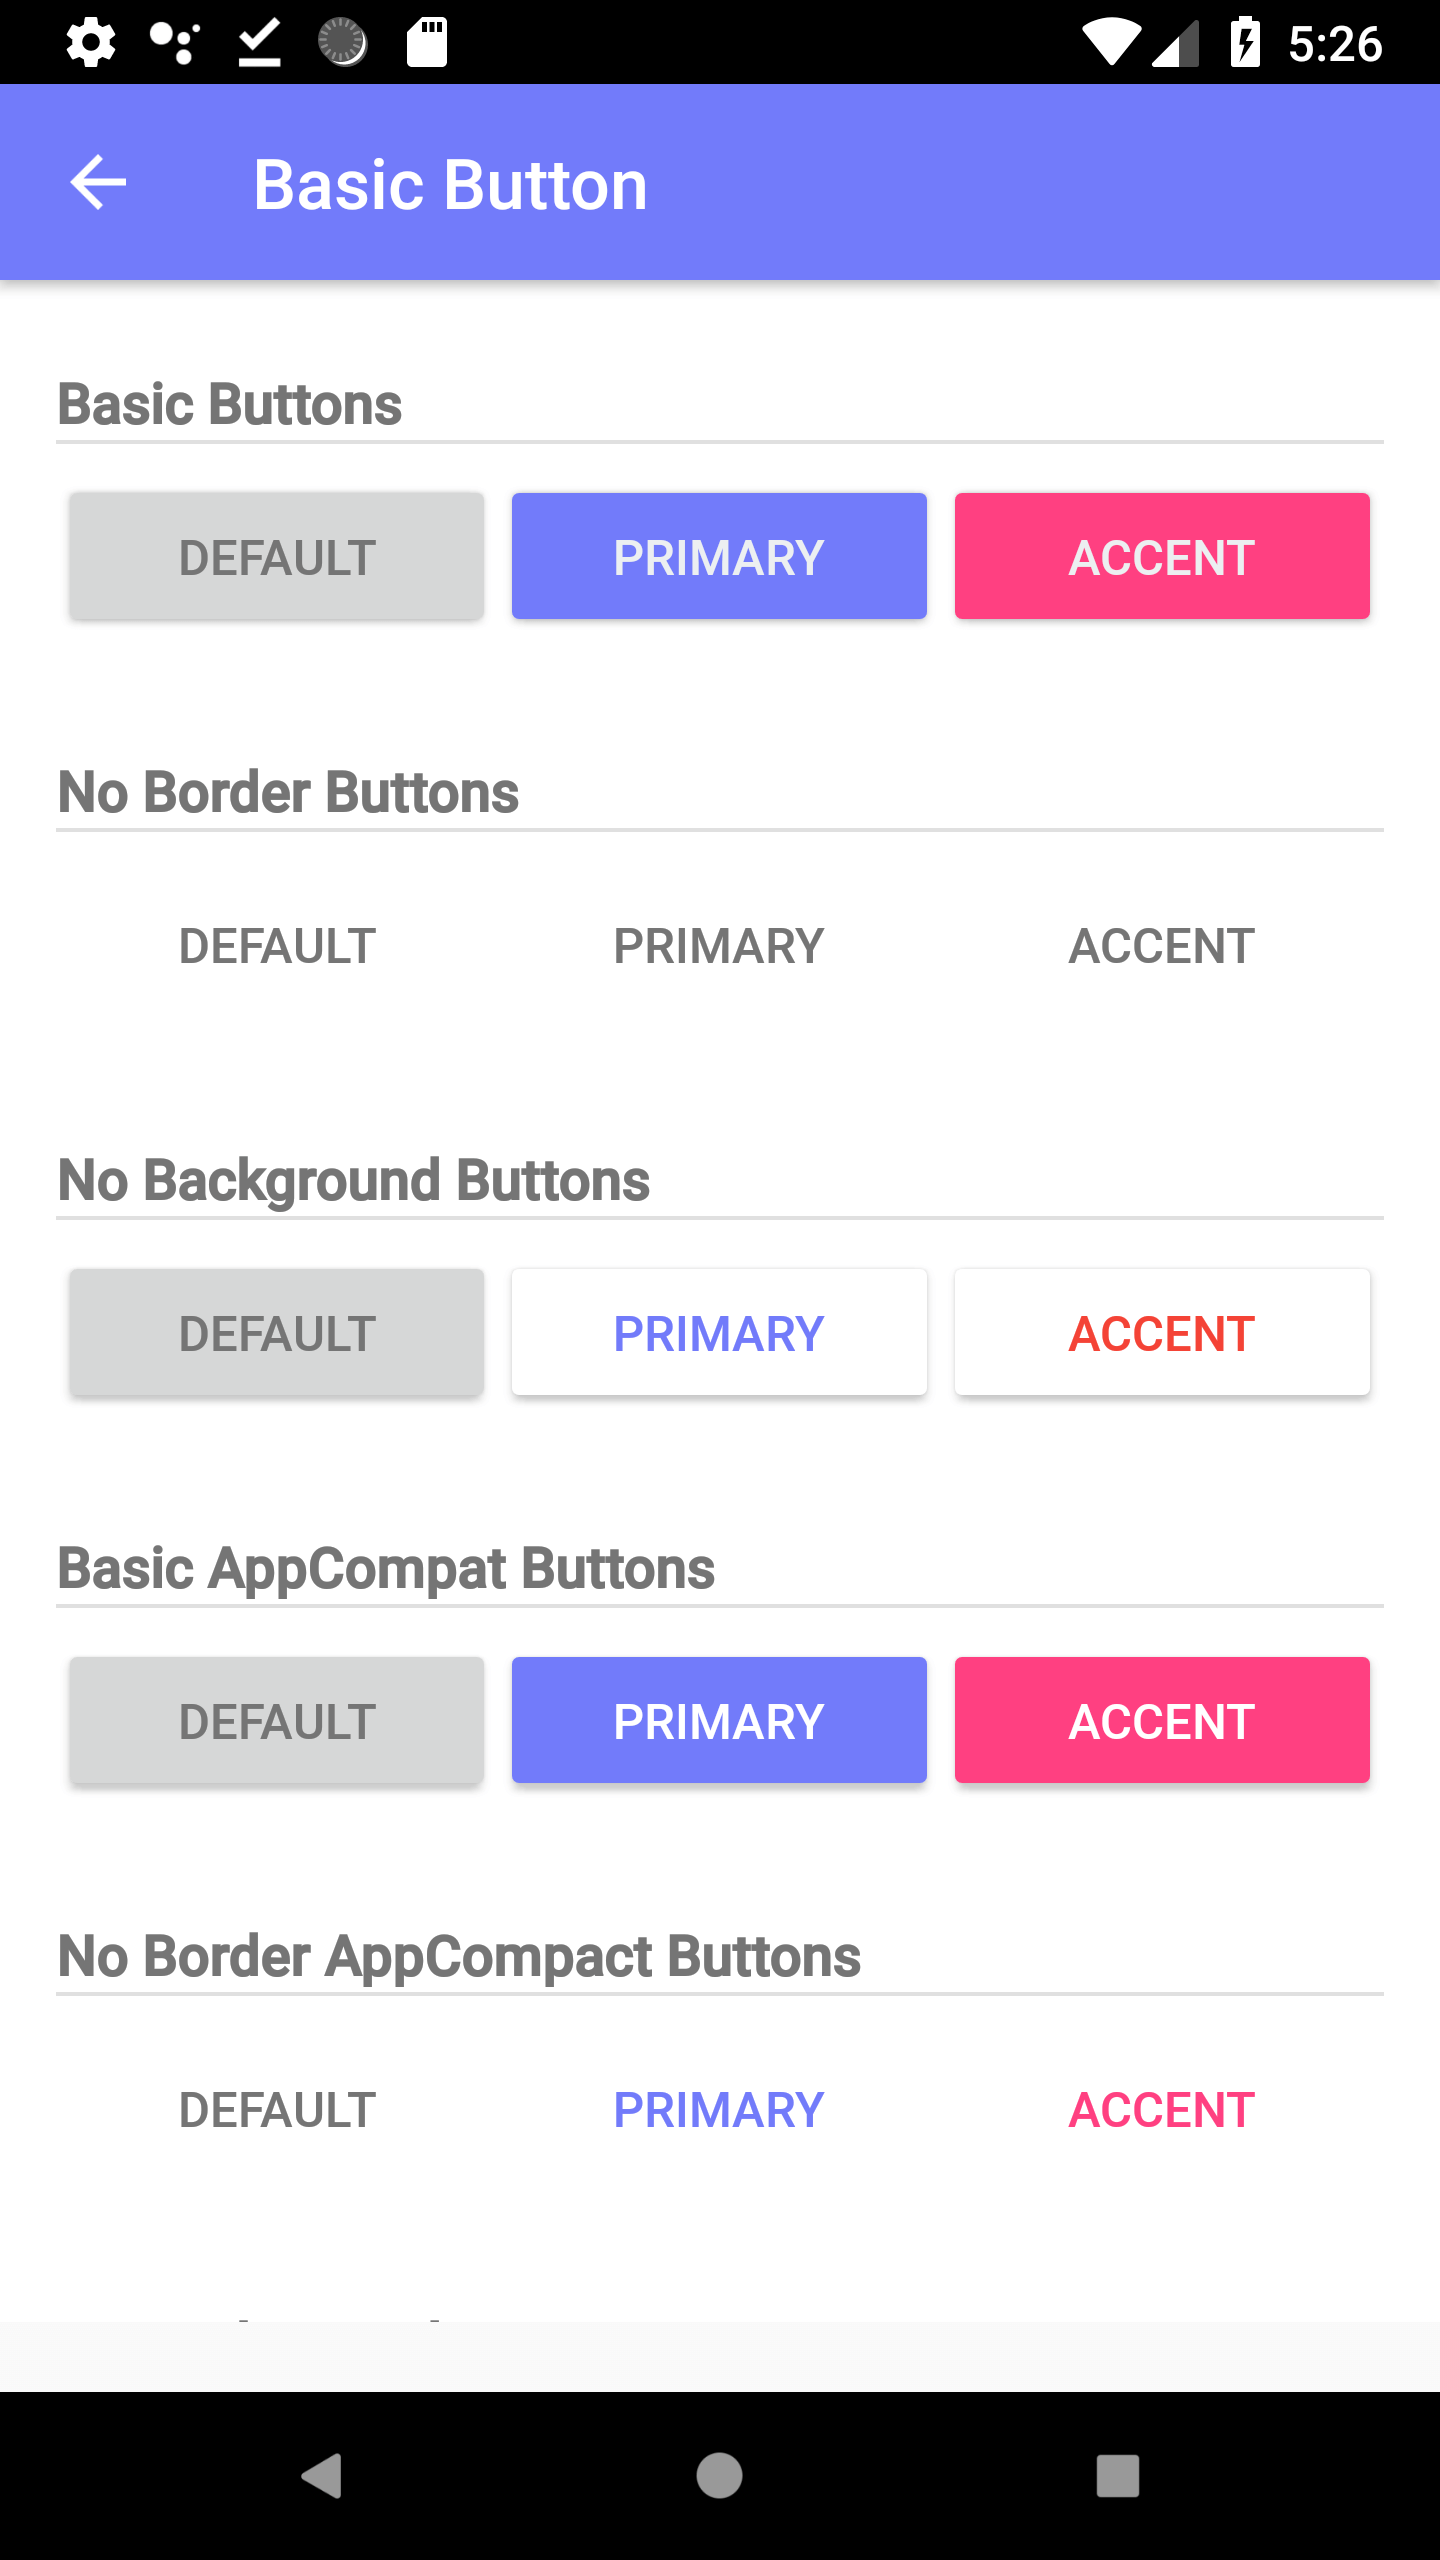 5:26
Basic Button
Basic Buttons
DEFAULT PRIMARY ACCENT
No Border Buttons
DEFAULT PRIMARY ACCENT
No Background Buttons
DEFAULT PRIMARY ACCENT
Basic AppCompat Buttons
DEFAULT PRIMARY ACCENT
No Border AppCompact Buttons
DEFAULT PRIMARY ACCENT